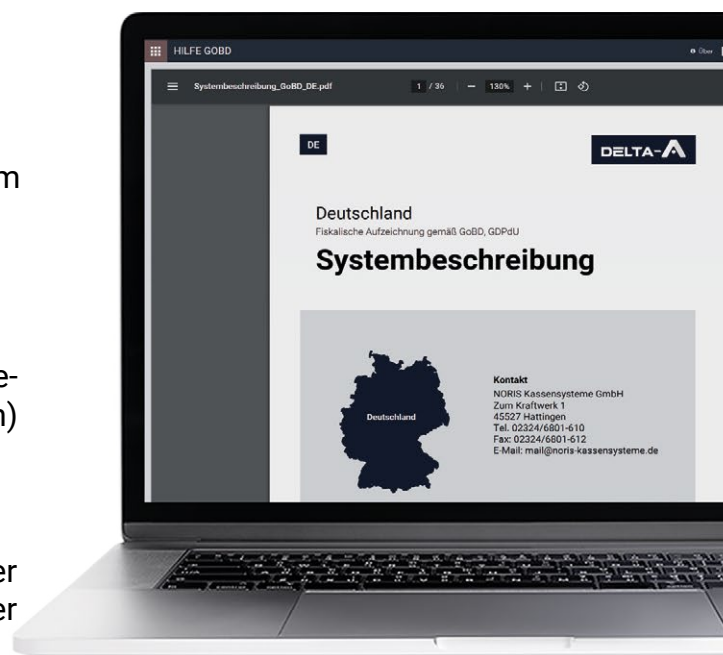 HILFE GOBD
Über
Systembeschreibung_GoBD_DE.pdf 1 / 36 − 130% +
DE
DELTA-A
m
Deutschland
Fiskalische Aufzeichnung gemäß GoBD, GDPdU
Systembeschreibung
e-
n)
Deutschland
Kontakt
NORIS Kassensysteme GmbH
Zum Kraftwerk 1
45527 Hattingen
Tel. 02324/6801-610
Fax: 02324/6801-612
E-Mail: mail@noris-kassensysteme.de
er
er